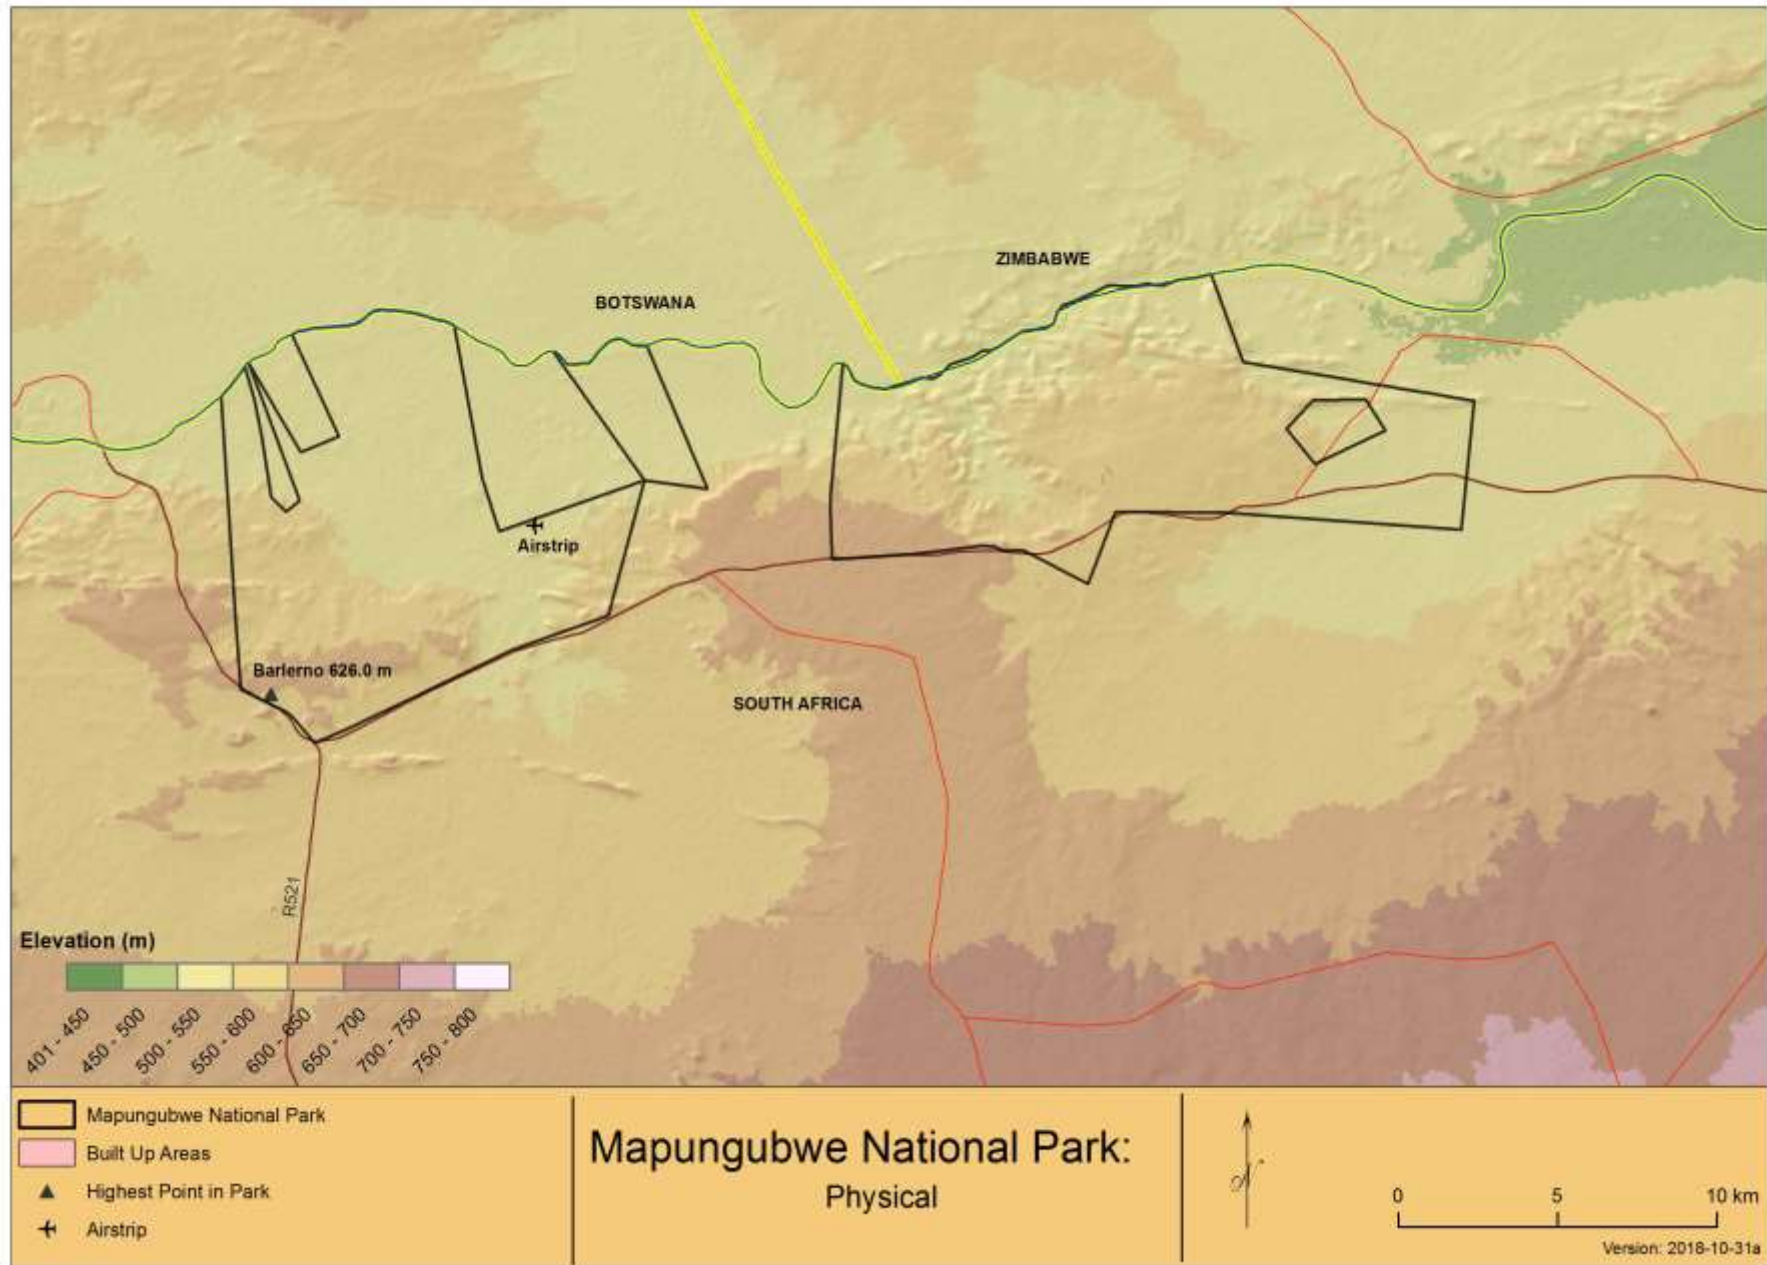 ZIMBABWE
BOTSWANA
Airstrip
Barlerno 626.0 m
SOUTH AFRICA
R521
Elevation (m)
401 - 450
450 - 500
500 - 550
550 - 600
600 - 650
650 - 700
700 - 750
750 - 800
Mapungubwe National Park
Built Up Areas
Highest Point in Park
Airstrip
Mapungubwe National Park:
Physical
N
0 5 10 km
Version: 2018-10-31a